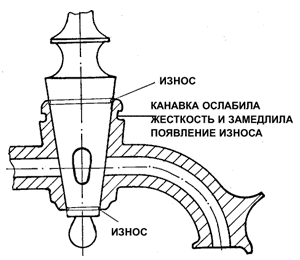 ИЗНОС
КАНАВКА ОСЛАБИЛА
ЖЕСТКОСТЬ И ЗАМЕДЛИЛА
ПОЯВЛЕНИЕ ИЗНОСА
ИЗНОС